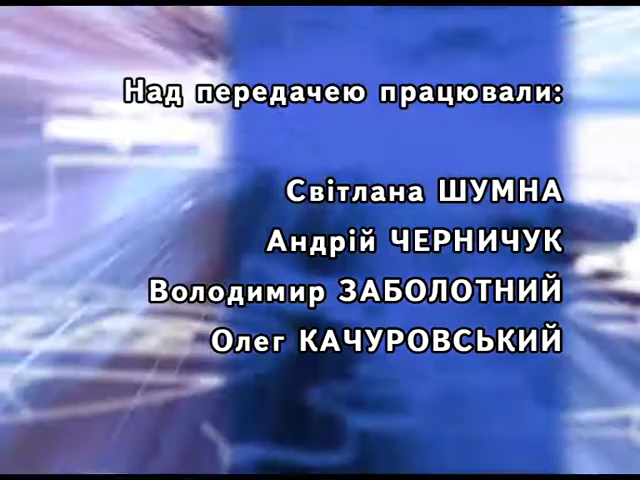 Над передачею працювали:
Світлана ШУМНА
Андрій ЧЕРНИЧУК
Володимир ЗАБОЛОТНИЙ
Олег КАЧУРОВСЬКИЙ